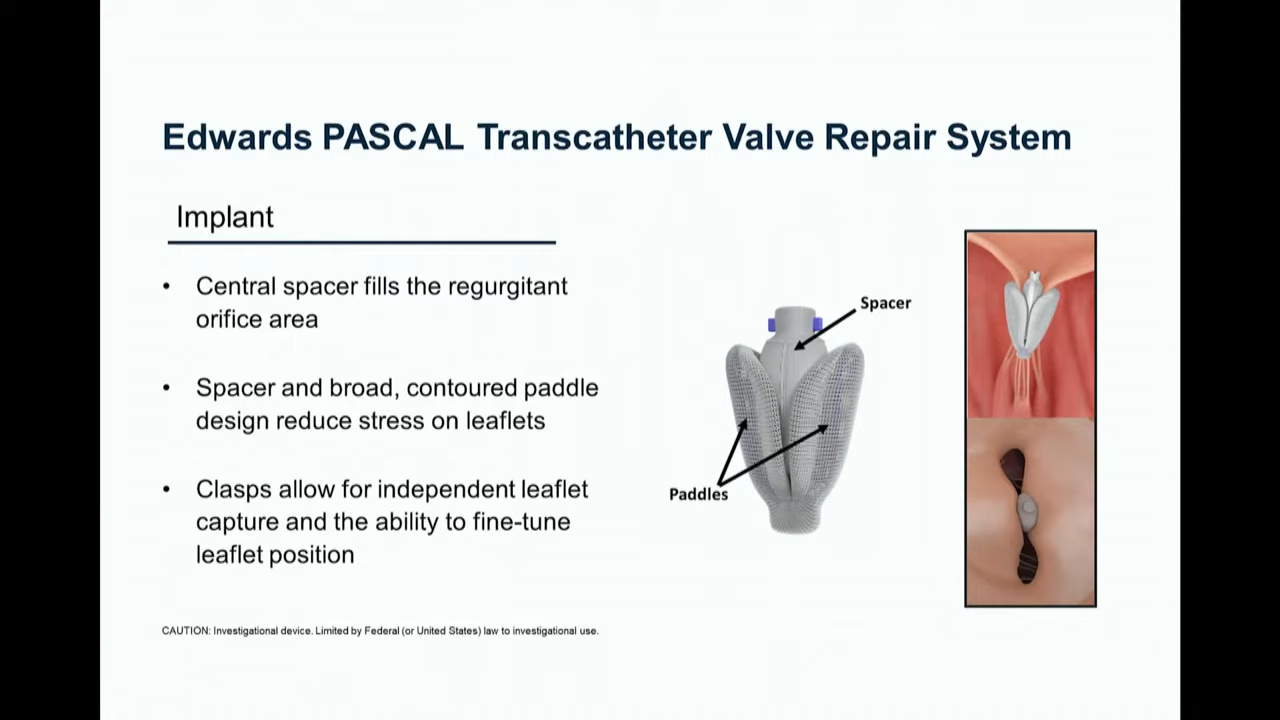 Edwards PASCAL Transcatheter Valve Repair System
Implant
• Central spacer fills the regurgitant
orifice area
• Spacer and broad, contoured paddle
design reduce stress on leaflets
• Clasps allow for independent leaflet
capture and the ability to fine-tune
leaflet position
Spacer
Paddles
CAUTION: Investigational device. Limited by Federal (or United States) law to investigational use.